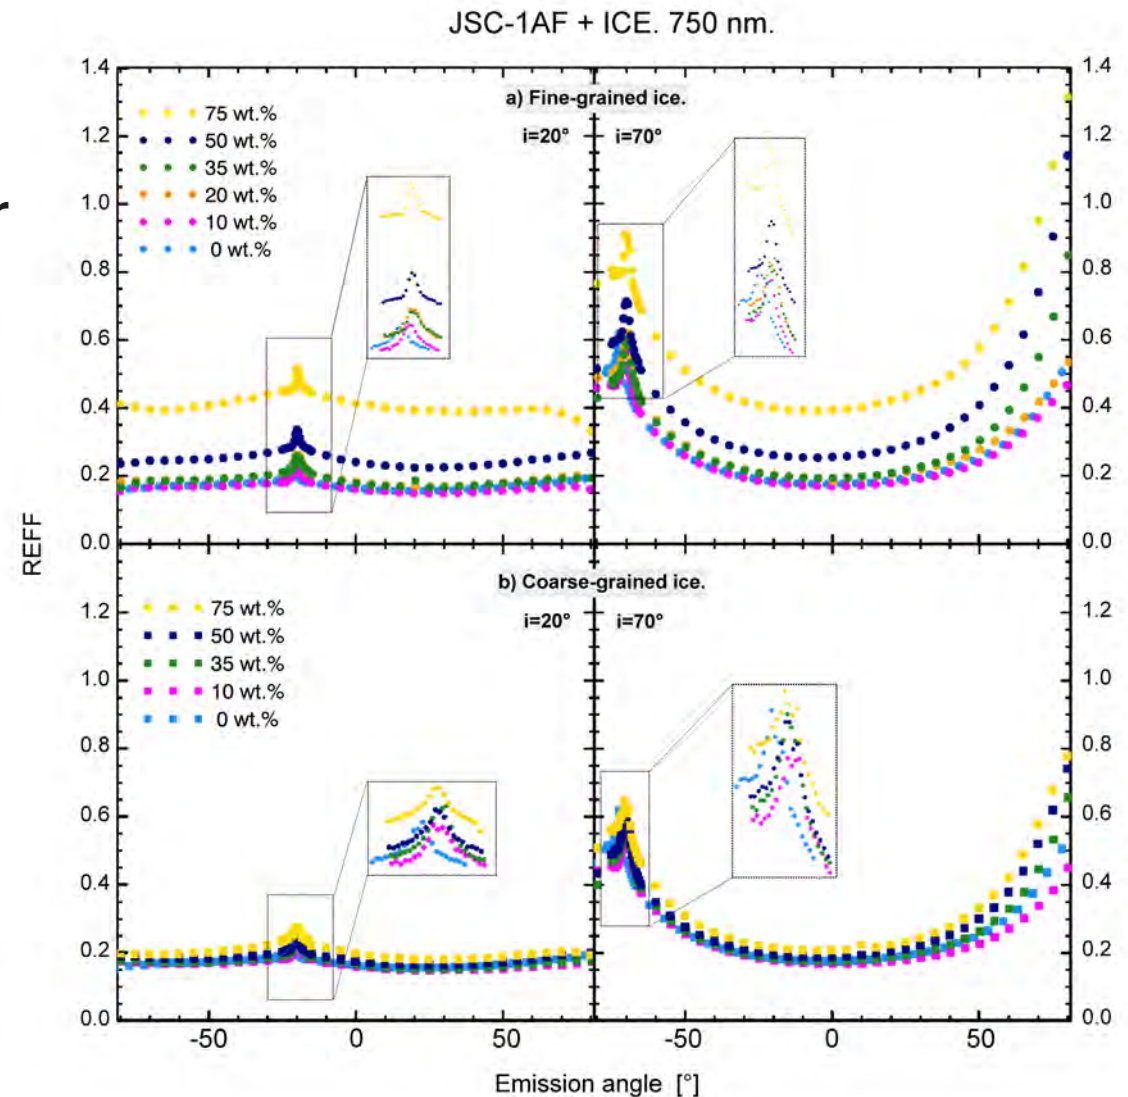 JSC-1AF + ICE. 750 nm.
a) Fine-grained ice.
75 wt.%
50 wt.%
35 wt.%
20 wt.%
10 wt.%
0 wt.%
i=20°
i=70°
1.4
1.2
1.0
0.8
0.6
0.4
0.2
0.0
1.4
1.2
1.0
0.8
0.6
0.4
0.2
0.0
REFF
b) Coarse-grained ice.
75 wt.%
50 wt.%
35 wt.%
10 wt.%
0 wt.%
i=20°
i=70°
1.2
1.0
0.8
0.6
0.4
0.2
0.0
1.2
1.0
0.8
0.6
0.4
0.2
0.0
-50 0 50 -50 0 50
Emission angle [°]